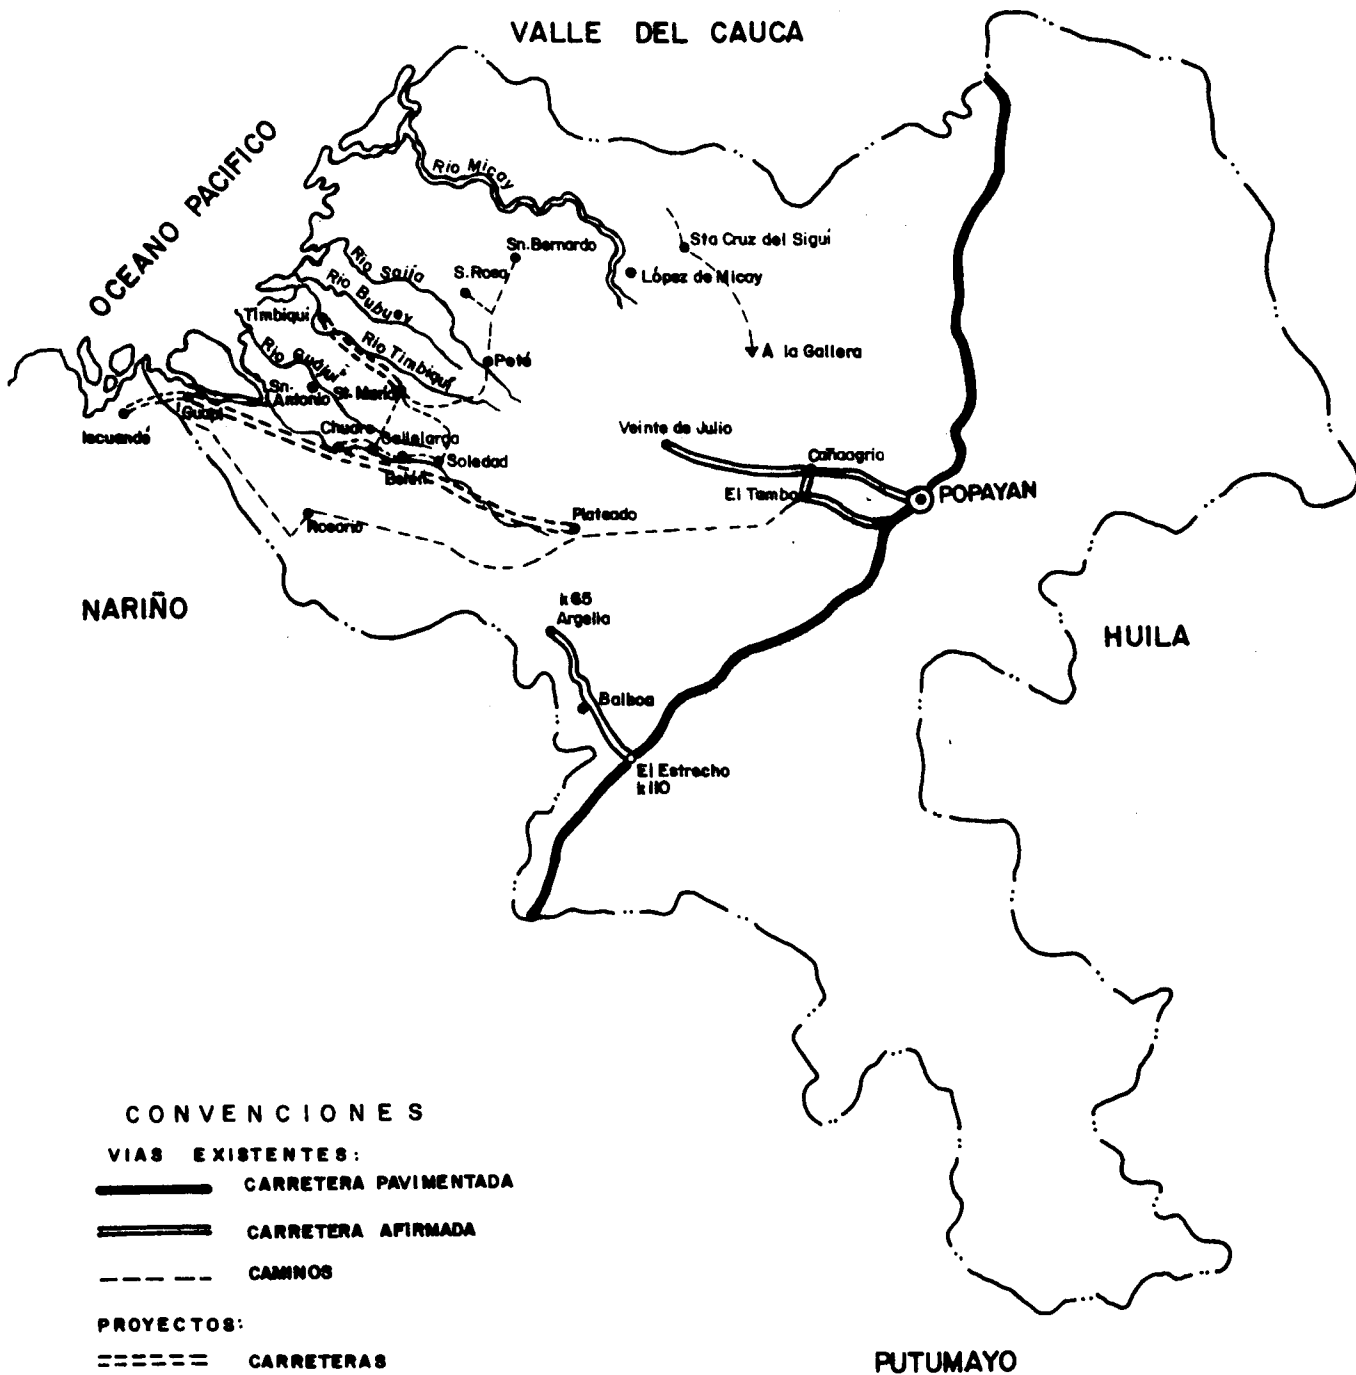 VALLE DEL CAUCA
OCEANO PACIFICO
Rio Micay
Sn. Bernardo
Sta Cruz del Sigui
S. Rosa
López de Micay
Rio Saija
Rio Bubuey
Timbiqui
Rio Timbiqui
Peté
A la Gallera
Rio Guajui
Sn. Antonio
St. Maria
Iscuandé
Guapi
Chuare
Callelarga
Soledad
Belén
Veinte de Julio
Cañaagria
El Tambo
POPAYAN
Plateado
Rosario
NARIÑO
k 65
Argelia
HUILA
Balboa
El Estrecho
k 110
CONVENCIONES
VIAS EXISTENTES:
CARRETERA PAVIMENTADA
CARRETERA AFIRMADA
CAMINOS
PROYECTOS:
CARRETERAS
PUTUMAYO